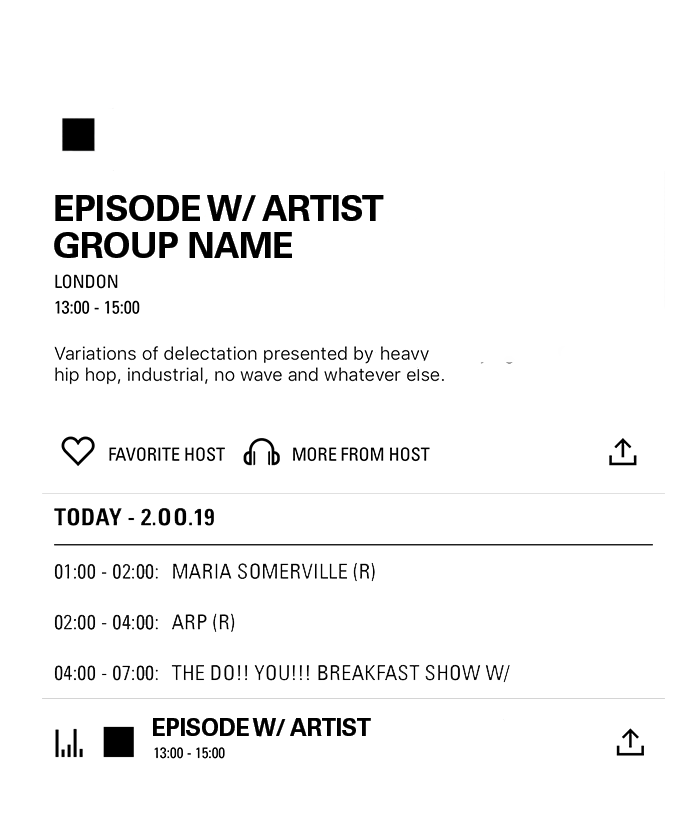 EPISODE W/ ARTIST
GROUP NAME
LONDON
13:00 - 15:00
Variations of delectation presented by heavy
hip hop, industrial, no wave and whatever else.
FAVORITE HOST MORE FROM HOST
TODAY - 2.00.19
01:00 - 02:00: MARIA SOMERVILLE (R)
02:00 - 04:00: ARP (R)
04:00 - 07:00: THE DO!! YOU!!! BREAKFAST SHOW W/
EPISODE W/ ARTIST
13:00 - 15:00